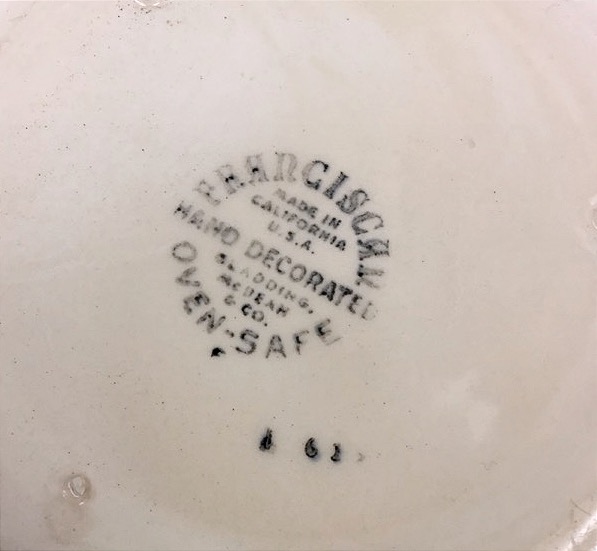 FRANCISCAN
MADE IN
CALIFORNIA
U.S.A.
HAND DECORATED
GLADDING,
McBEAN
& CO.
OVEN-SAFE